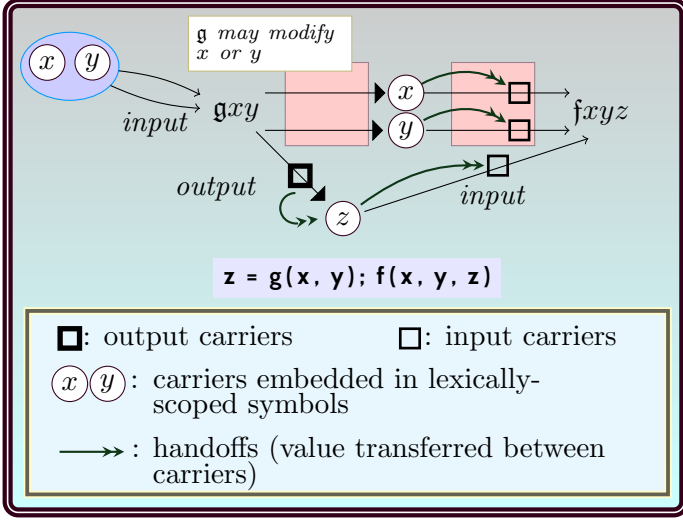 𝔤 may modify
x or y
x y
input
𝔤xy
x
y
𝔣xyz
output
input
z
z = g(x, y); f(x, y, z)
: output carriers
: input carriers
x y : carriers embedded in lexically-
scoped symbols
: handoffs (value transferred between
carriers)